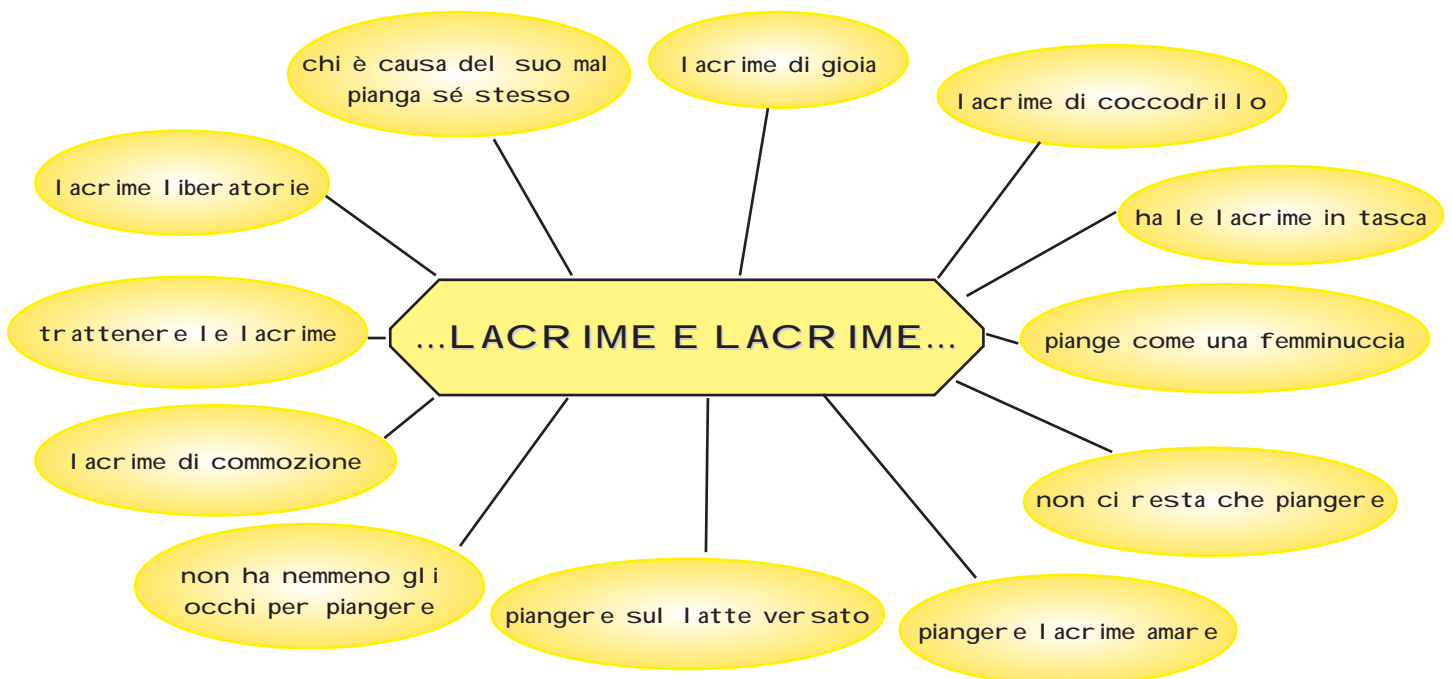 chi è causa del suo mal
pianga sé stesso
lacrime di gioia
lacrime di coccodrillo
lacrime liberatorie
ha le lacrime in tasca
trattenere le lacrime
...LACRIME E LACRIME...
piange come una femminuccia
lacrime di commozione
non ci resta che piangere
non ha nemmeno gli
occhi per piangere
piangere sul latte versato
piangere lacrime amare